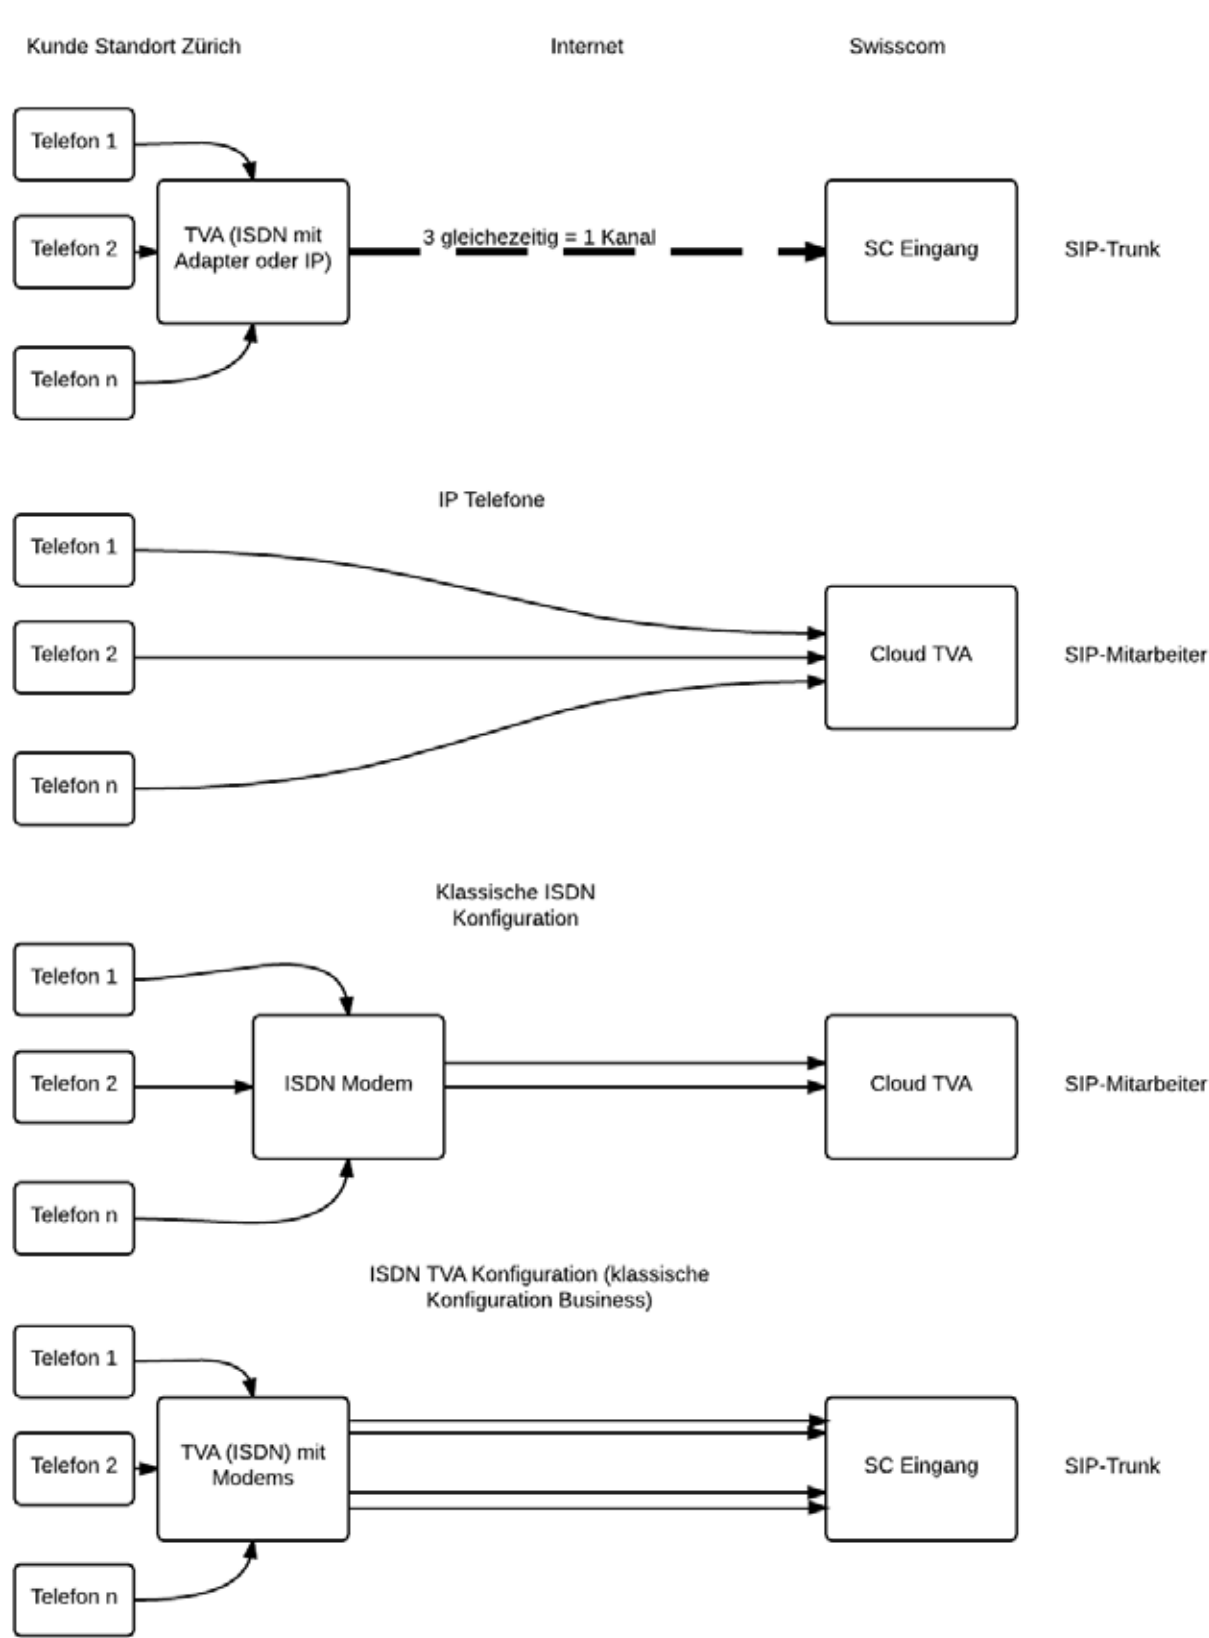 Kunde Standort Zürich
Internet
Swisscom
Telefon 1
Telefon 2
Telefon n
TVA (ISDN mit
Adapter oder IP)
3 gleichezeitig = 1 Kanal
SC Eingang
SIP-Trunk
IP Telefone
Telefon 1
Telefon 2
Telefon n
Cloud TVA
SIP-Mitarbeiter
Klassische ISDN
Konfiguration
Telefon 1
Telefon 2
Telefon n
ISDN Modem
Cloud TVA
SIP-Mitarbeiter
ISDN TVA Konfiguration (klassische
Konfiguration Business)
Telefon 1
Telefon 2
Telefon n
TVA (ISDN) mit
Modems
SC Eingang
SIP-Trunk